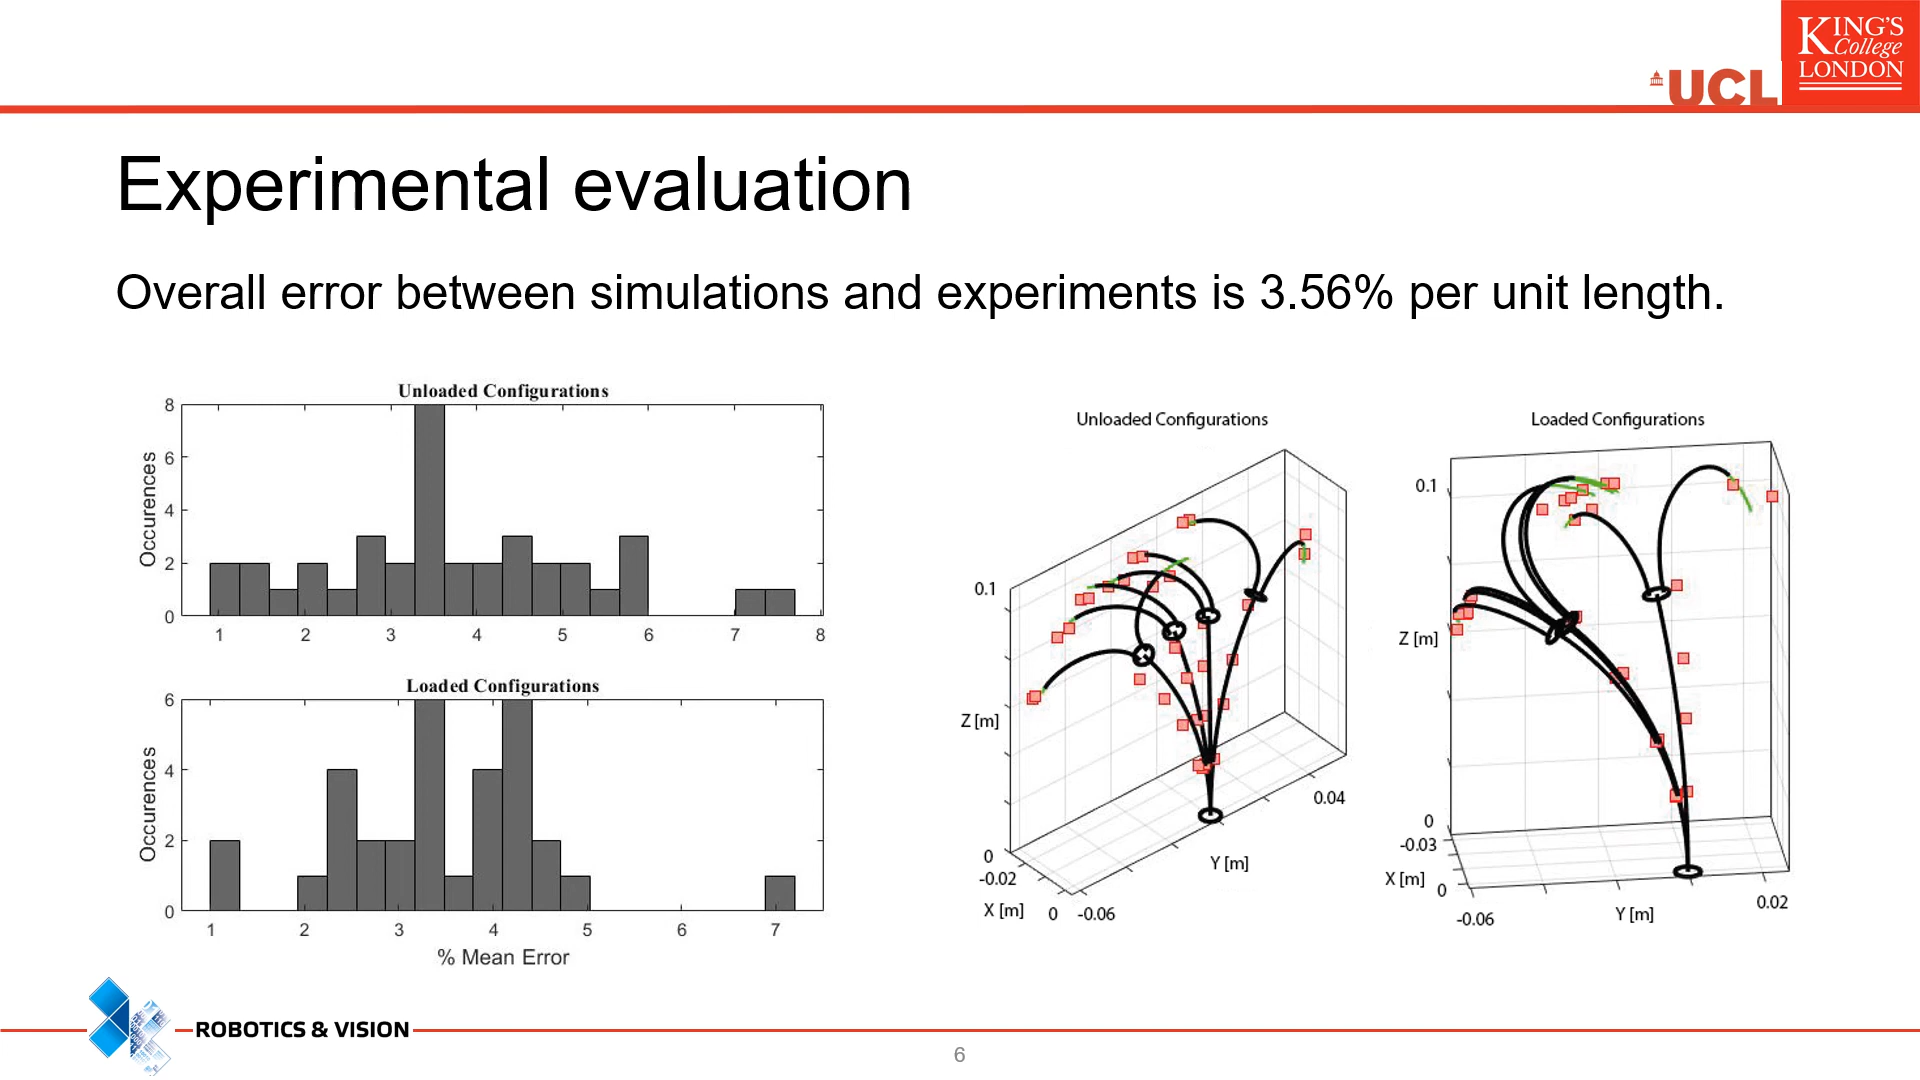 KING'S
College
LONDON
UCL
Experimental evaluation
Overall error between simulations and experiments is 3.56% per unit length.
Unloaded Configurations
8
6
4
2
0
Occurences
1 2 3 4 5 6 7 8
Loaded Configurations
6
4
2
0
Occurences
1 2 3 4 5 6 7
% Mean Error
Unloaded Configurations
0.1
Z [m]
0
-0.02
X [m]
0
-0.06
Y [m]
0.04
Loaded Configurations
0.1
Z [m]
0
-0.03
X [m]
0
-0.06
Y [m]
0.02
ROBOTICS & VISION
6